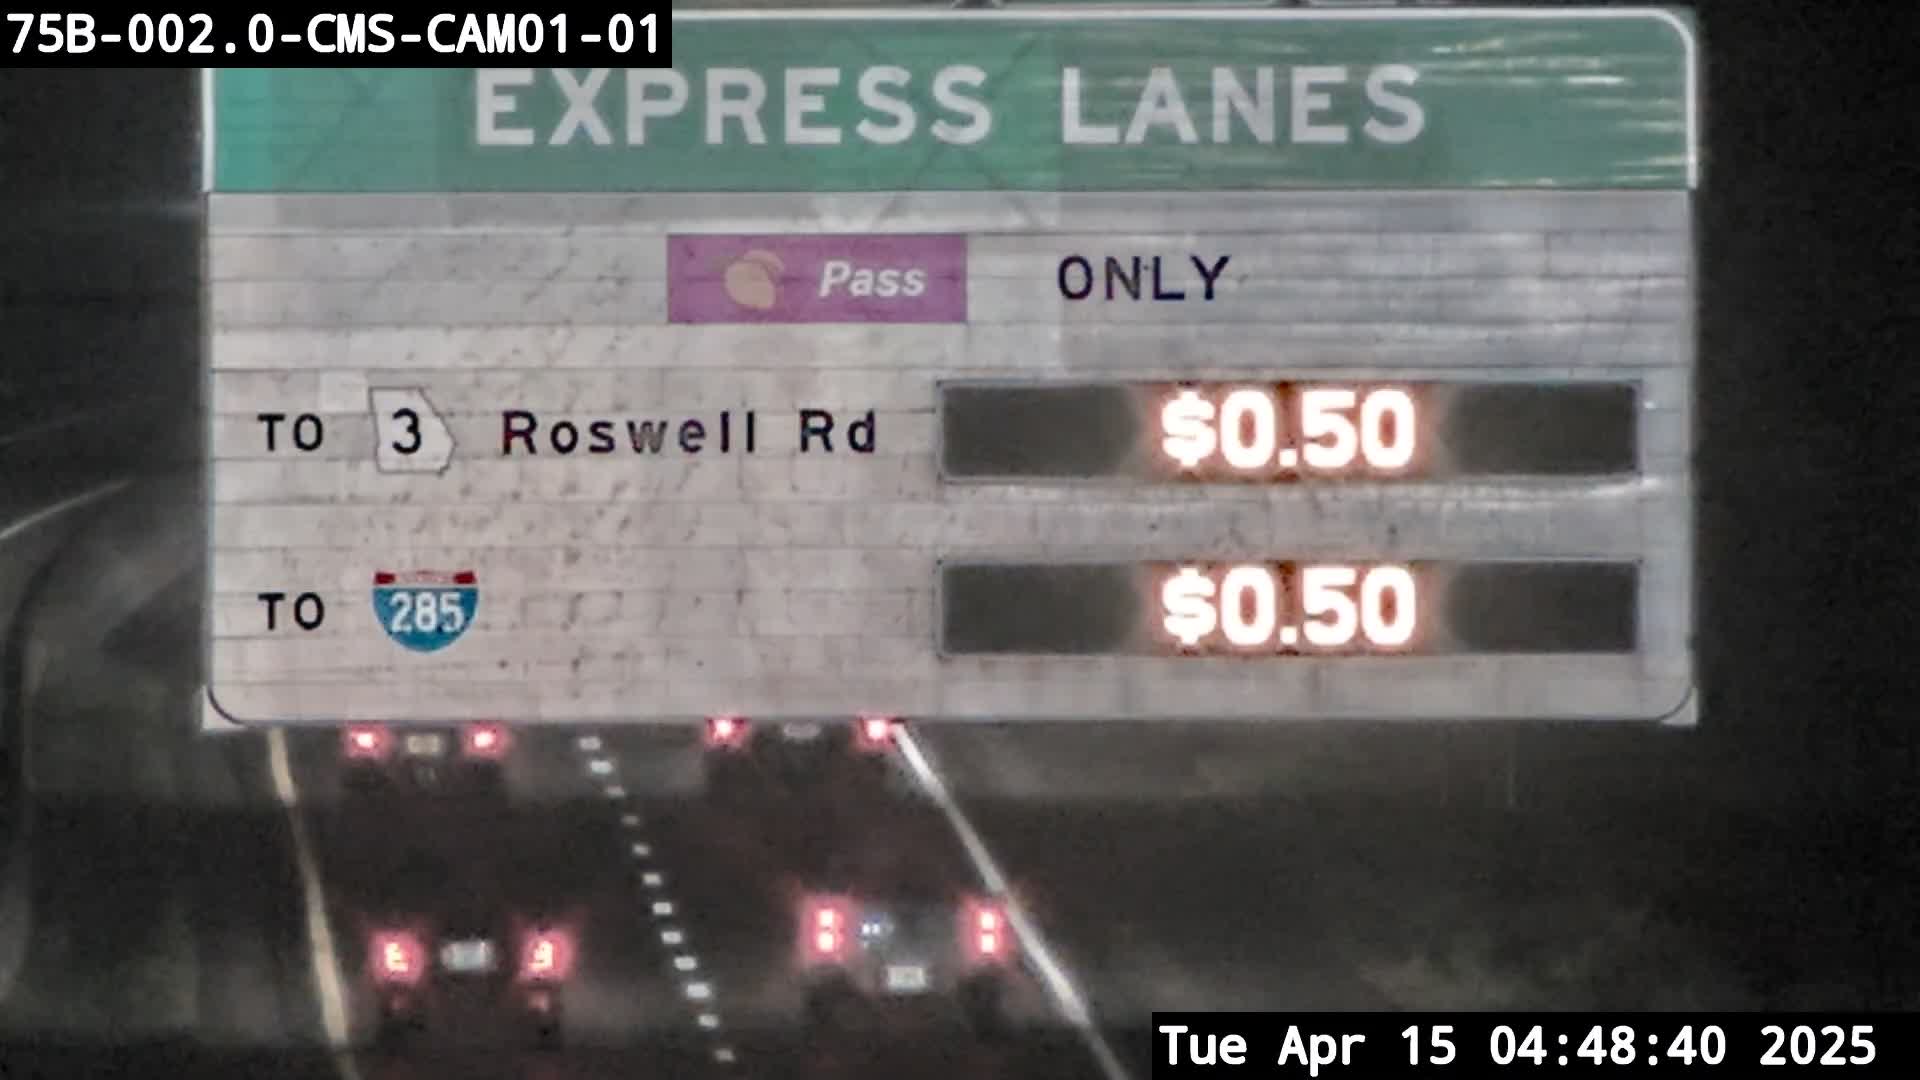 75B-002.0-CMS-CAM01-01
EXPRESS LANES
Pass ONLY
TO 3 Roswell Rd $0.50
TO 285 $0.50
Tue Apr 15 04:48:40 2025